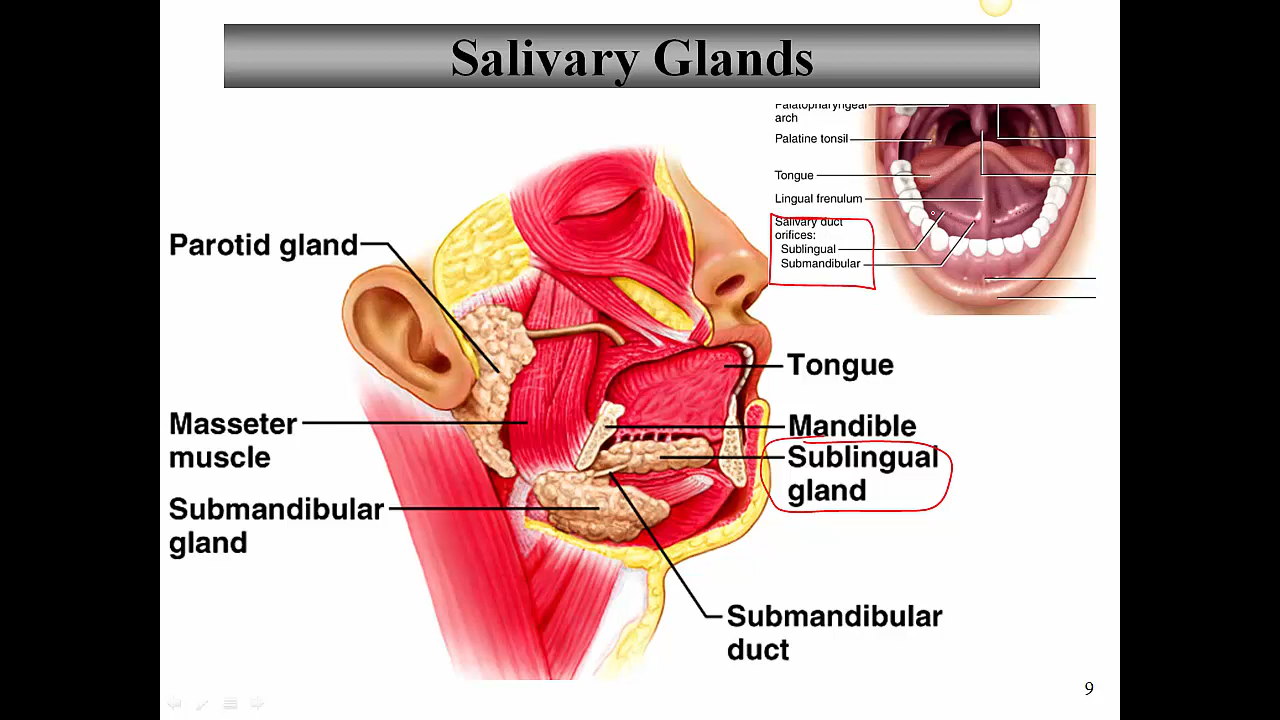 Salivary Glands
Palatopharyngeal
arch
Palatine tonsil
Tongue
Lingual frenulum
Salivary duct
orifices:
Sublingual
Submandibular
Parotid gland
Tongue
Masseter
muscle
Mandible
Sublingual
gland
Submandibular
gland
Submandibular
duct
9